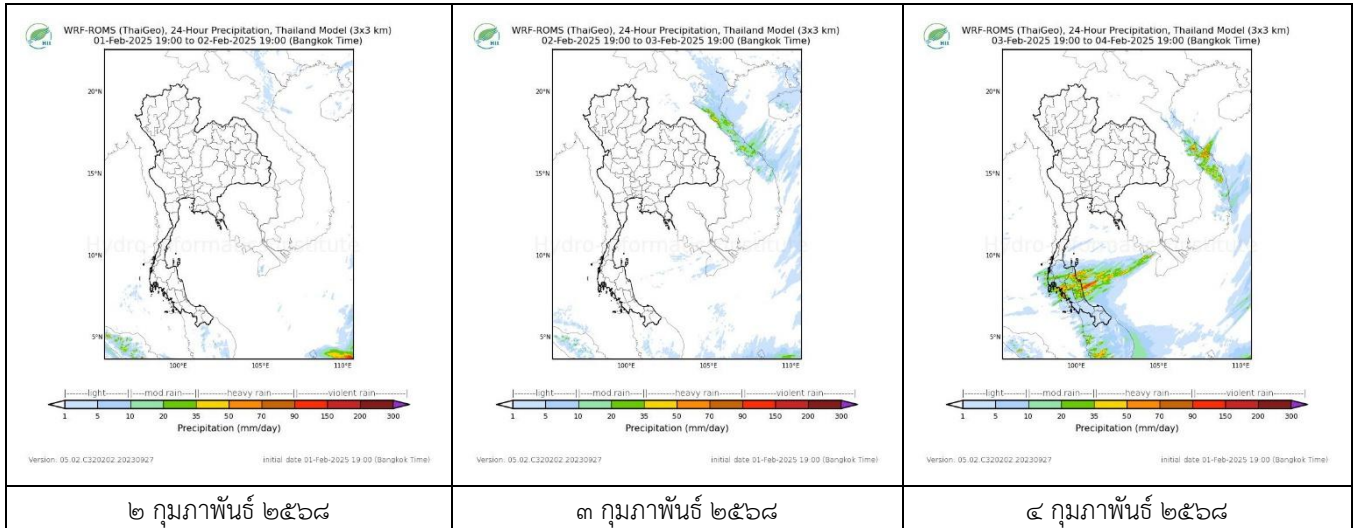 WRF-ROMS (ThaiGeo), 24-Hour Precipitation, Thailand Model (3x3 km)
01-Feb-2025 19:00 to 02-Feb-2025 19:00 (Bangkok Time)
20°N
15°N
10°N
5°N
100°E
105°E
110°E
light mod rain heavy rain violent rain
1 5 10 20 35 50 70 90 150 200 300
Precipitation (mm/day)
Version: 05.02.C320202.20230927
initial date 01-Feb-2025 19:00 (Bangkok Time)
๒ กุมภาพันธ์ ๒๕๖๘
WRF-ROMS (ThaiGeo), 24-Hour Precipitation, Thailand Model (3x3 km)
02-Feb-2025 19:00 to 03-Feb-2025 19:00 (Bangkok Time)
20°N
15°N
10°N
5°N
100°E
105°E
110°E
light mod rain heavy rain violent rain
1 5 10 20 35 50 70 90 150 200 300
Precipitation (mm/day)
Version: 05.02.C320202.20230927
initial date 01-Feb-2025 19:00 (Bangkok Time)
๓ กุมภาพันธ์ ๒๕๖๘
WRF-ROMS (ThaiGeo), 24-Hour Precipitation, Thailand Model (3x3 km)
03-Feb-2025 19:00 to 04-Feb-2025 19:00 (Bangkok Time)
20°N
15°N
10°N
5°N
100°E
105°E
110°E
light mod rain heavy rain violent rain
1 5 10 20 35 50 70 90 150 200 300
Precipitation (mm/day)
Version: 05.02.C320202.20230927
initial date 01-Feb-2025 19:00 (Bangkok Time)
๔ กุมภาพันธ์ ๒๕๖๘